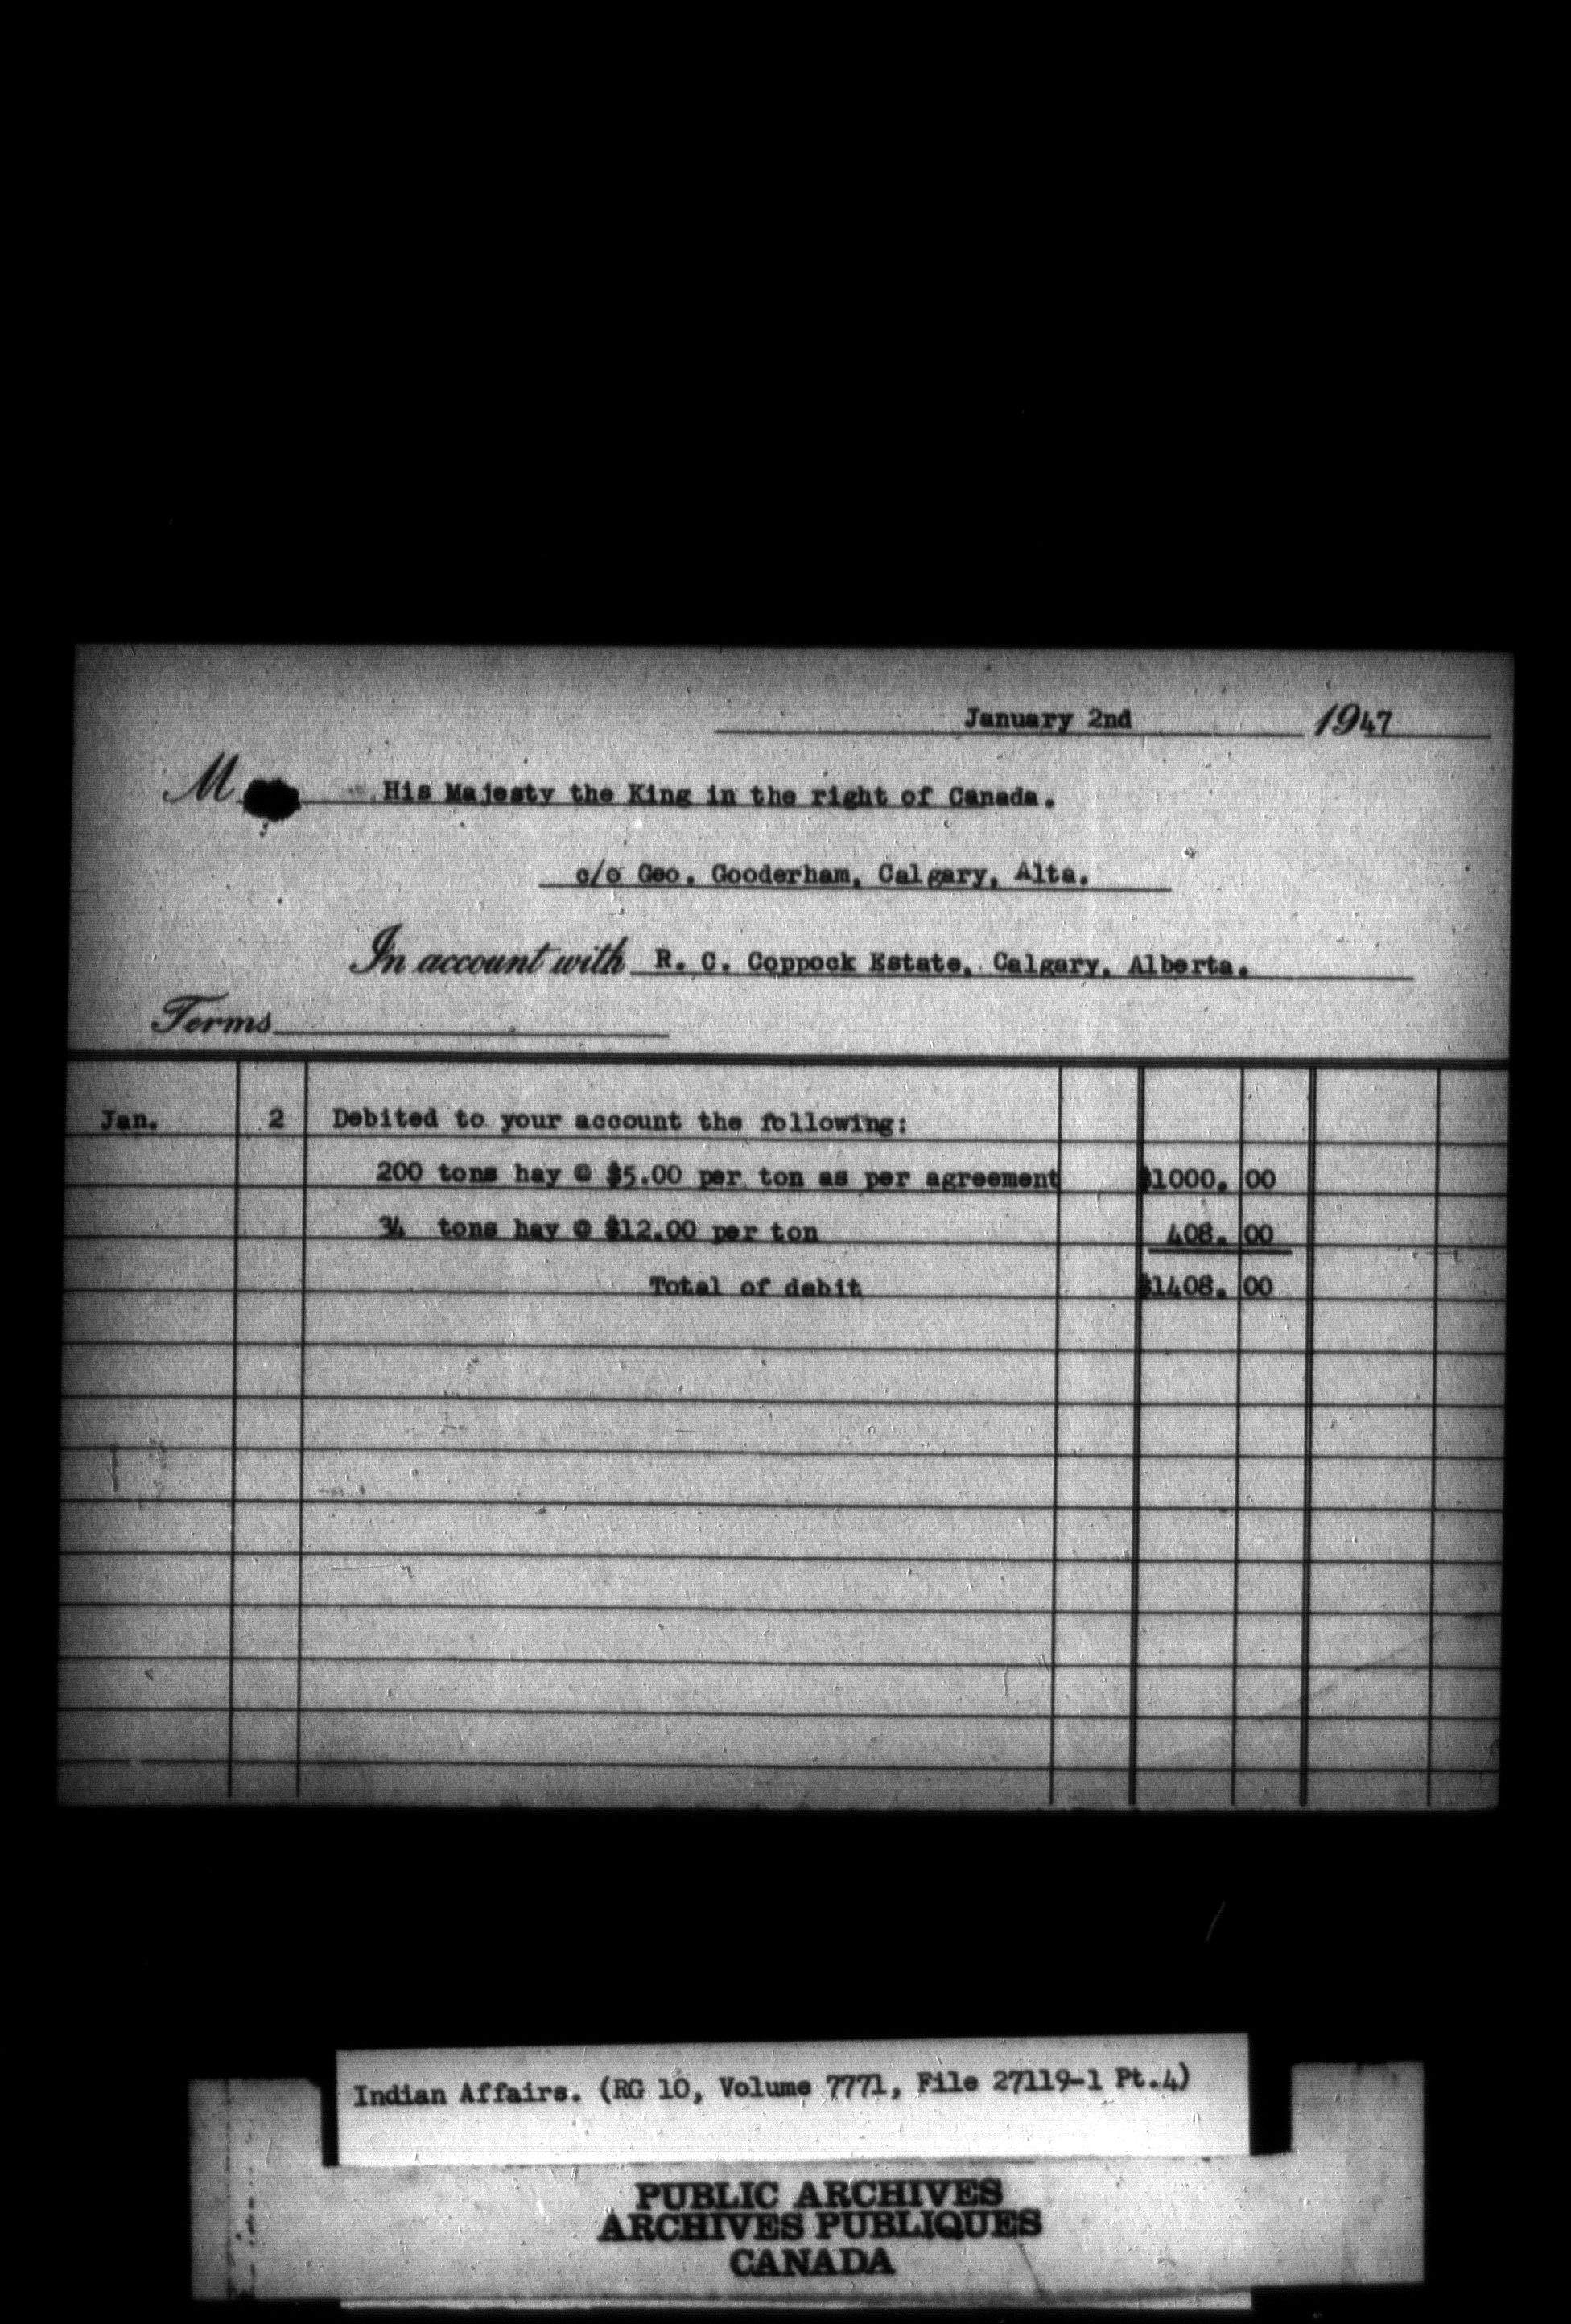 January 2nd 1947
M His Majesty the King in the right of Canada.
c/o Geo. Gooderham, Calgary, Alta.
In account with R. C. Coppock Estate, Calgary, Alberta.
Terms
Jan. 2 Debited to your account the following:
200 tons hay @ $5.00 per ton as per agreement $1000. 00
34 tons hay @ $12.00 per ton 408. 00
Total of debit $1408. 00
Indian Affairs. (RG 10, Volume 7771, File 27119-1 Pt.4)
PUBLIC ARCHIVES
ARCHIVES PUBLIQUES
CANADA